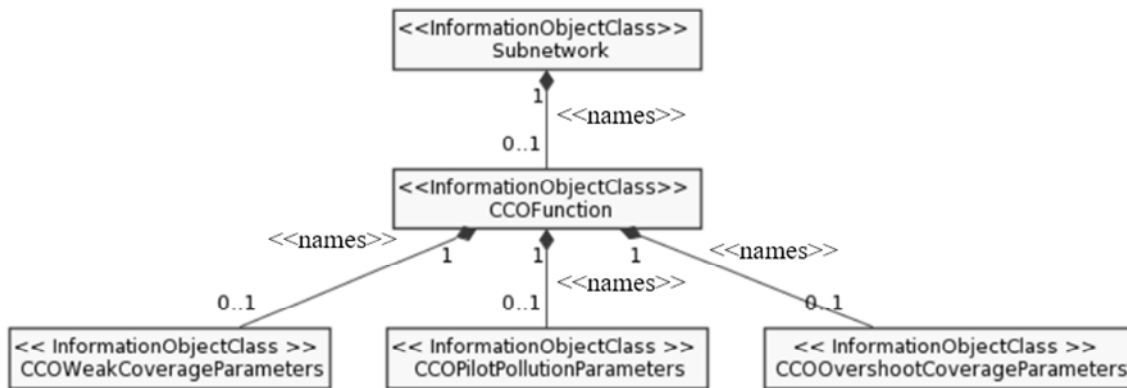 <<InformationObjectClass>>
Subnetwork
1
<<names>>
0..1
<<InformationObjectClass>>
CCOFunction
<<names>>
1
1
1
<<names>>
<<names>>
0..1
0..1
0..1
<< InformationObjectClass >>
CCOWeakCoverageParameters
<< InformationObjectClass >>
CCOPilotPollutionParameters
<< InformationObjectClass >>
CCOOvershootCoverageParameters